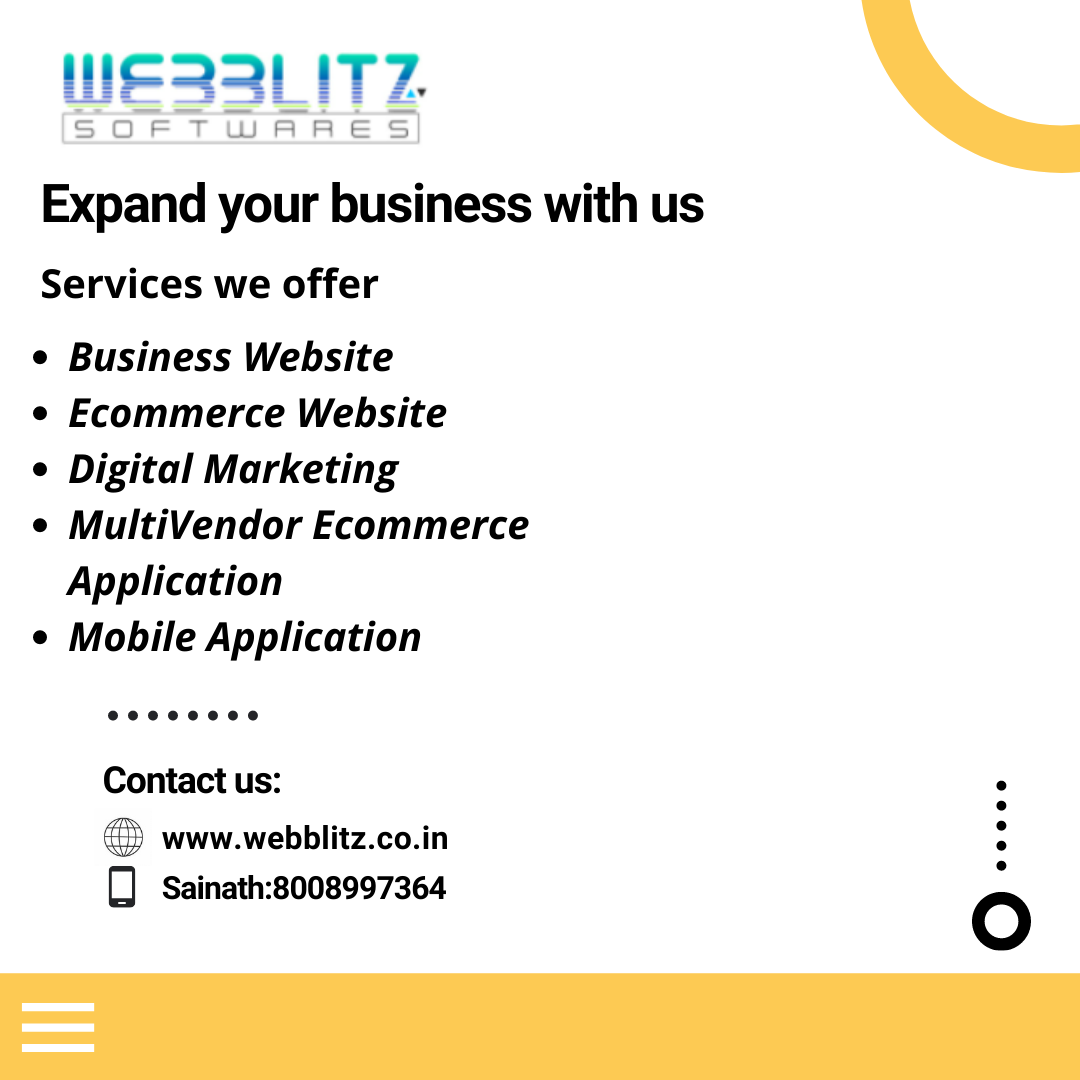 WEBBLITZ
SOFTWARES
Expand your business with us
Services we offer
Business Website
Ecommerce Website
Digital Marketing
MultiVendor Ecommerce
Application
Mobile Application
Contact us:
www.webblitz.co.in
Sainath:8008997364